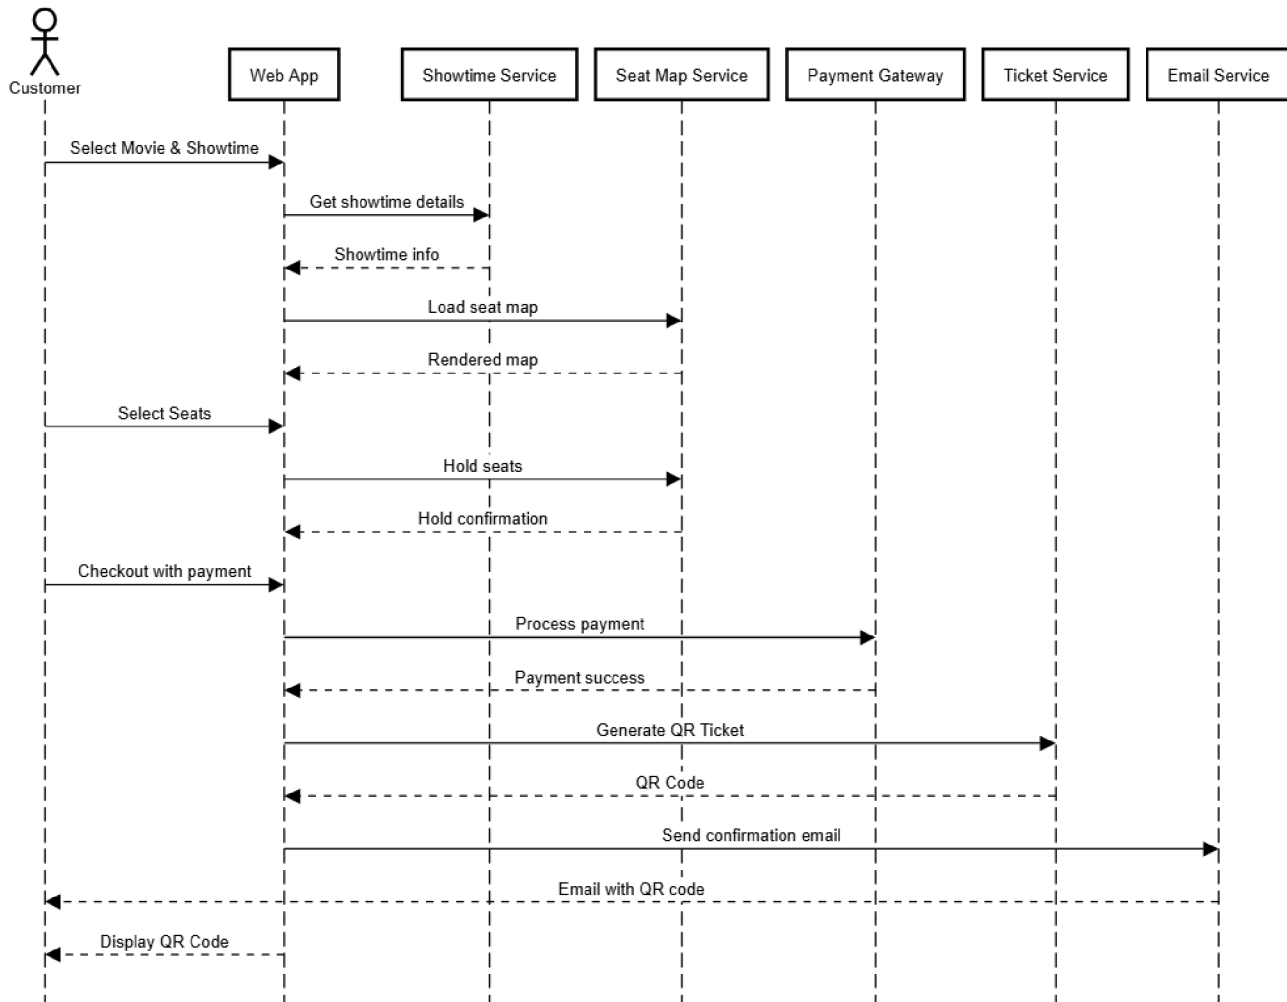 Customer
Web App
Showtime Service
Seat Map Service
Payment Gateway
Ticket Service
Email Service
Select Movie & Showtime
Get showtime details
Showtime info
Load seat map
Rendered map
Select Seats
Hold seats
Hold confirmation
Checkout with payment
Process payment
Payment success
Generate QR Ticket
QR Code
Send confirmation email
Email with QR code
Display QR Code